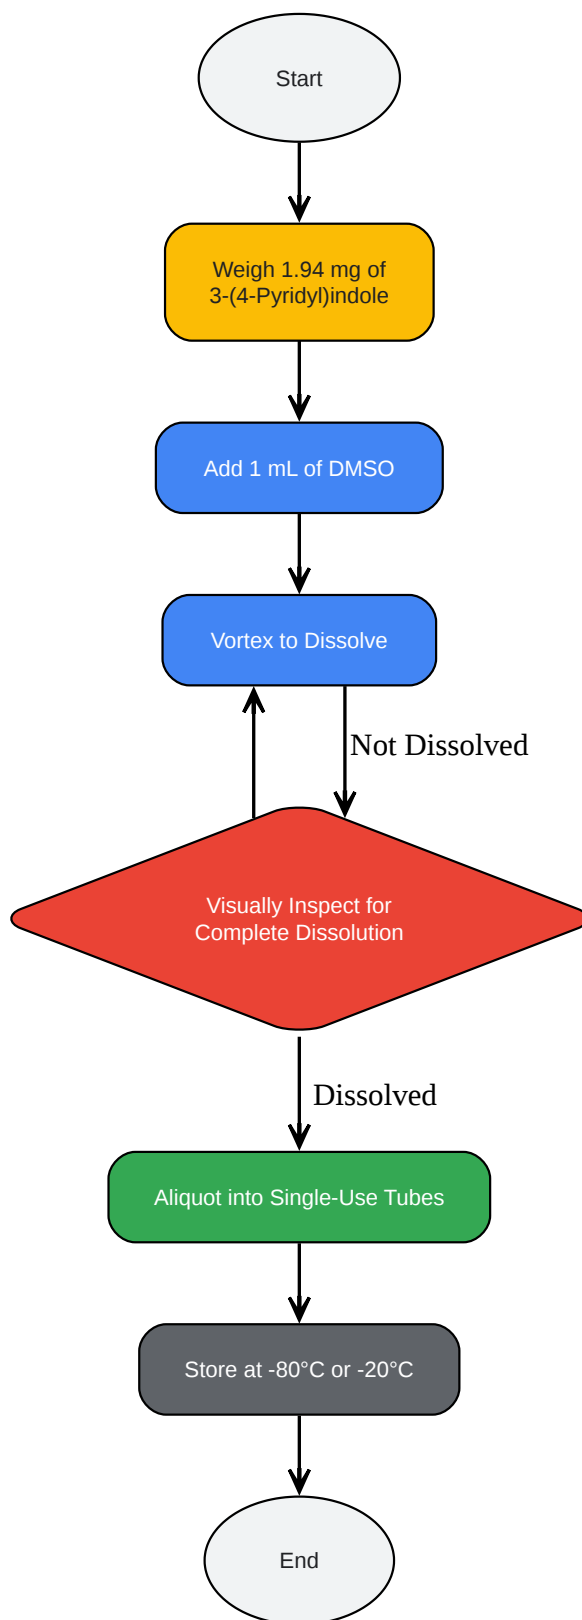 Start
Weigh 1.94 mg of
3-(4-Pyridyl)indole
Add 1 mL of DMSO
Vortex to Dissolve
Not Dissolved
Visually Inspect for
Complete Dissolution
Dissolved
Aliquot into Single-Use Tubes
Store at -80°C or -20°C
End